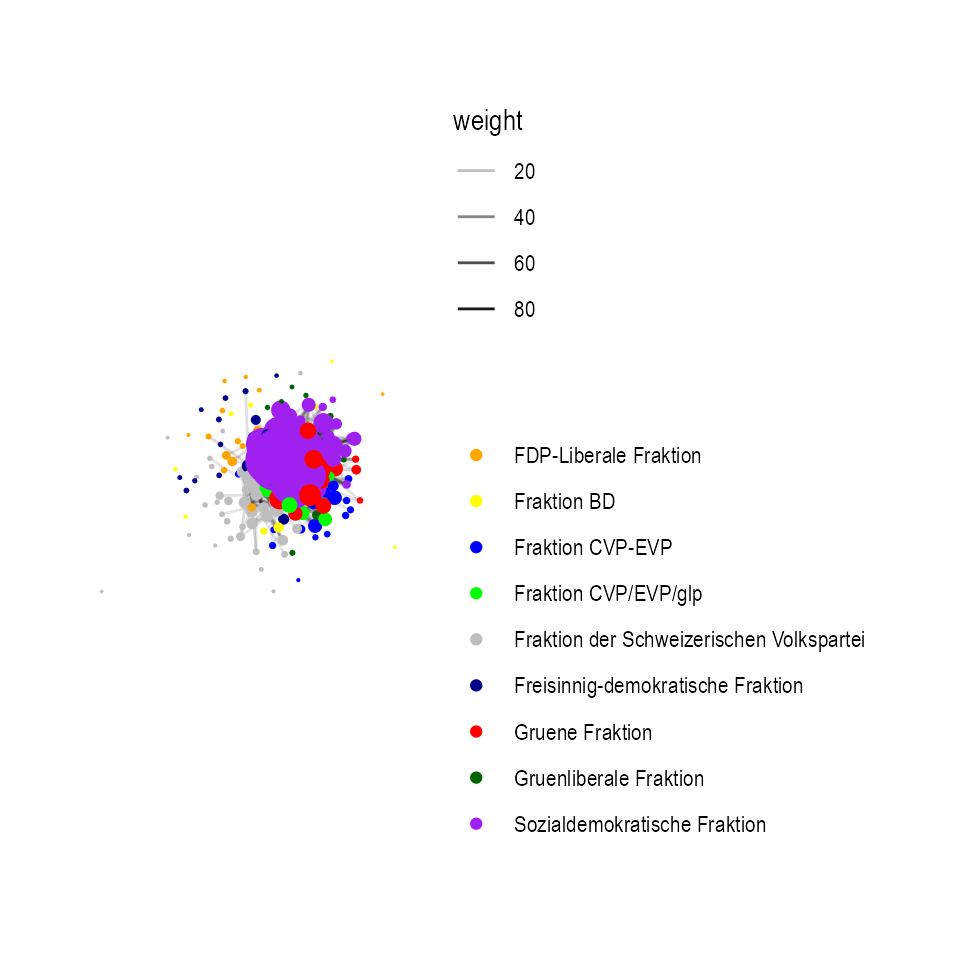 weight
20
40
60
80
FDP-Liberale Fraktion
Fraktion BD
Fraktion CVP-EVP
Fraktion CVP/EVP/glp
Fraktion der Schweizerischen Volkspartei
Freisinnig-demokratische Fraktion
Gruene Fraktion
Gruenliberale Fraktion
Sozialdemokratische Fraktion